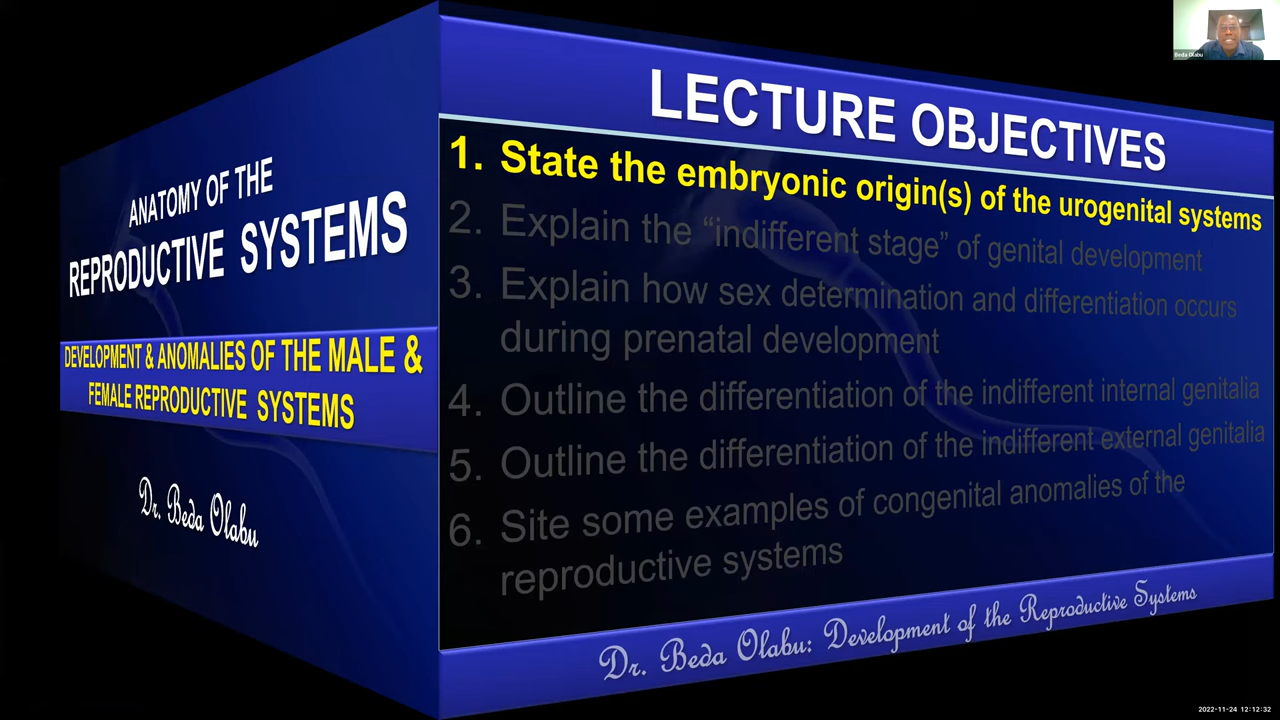 ANATOMY OF THE
REPRODUCTIVE SYSTEMS
DEVELOPMENT & ANOMALIES OF THE MALE &
FEMALE REPRODUCTIVE SYSTEMS
Dr. Beda Olabu
LECTURE OBJECTIVES
1. State the embryonic origin(s) of the urogenital systems
2. Explain the “indifferent stage” of genital development
3. Explain how sex determination and differentiation occurs
during prenatal development
4. Outline the differentiation of the indifferent internal genitalia
5. Outline the differentiation of the indifferent external genitalia
6. Site some examples of congenital anomalies of the
reproductive systems
Dr. Beda Olabu: Development of the Reproductive Systems
Beda Olabu
2022-11-24 12:12:32